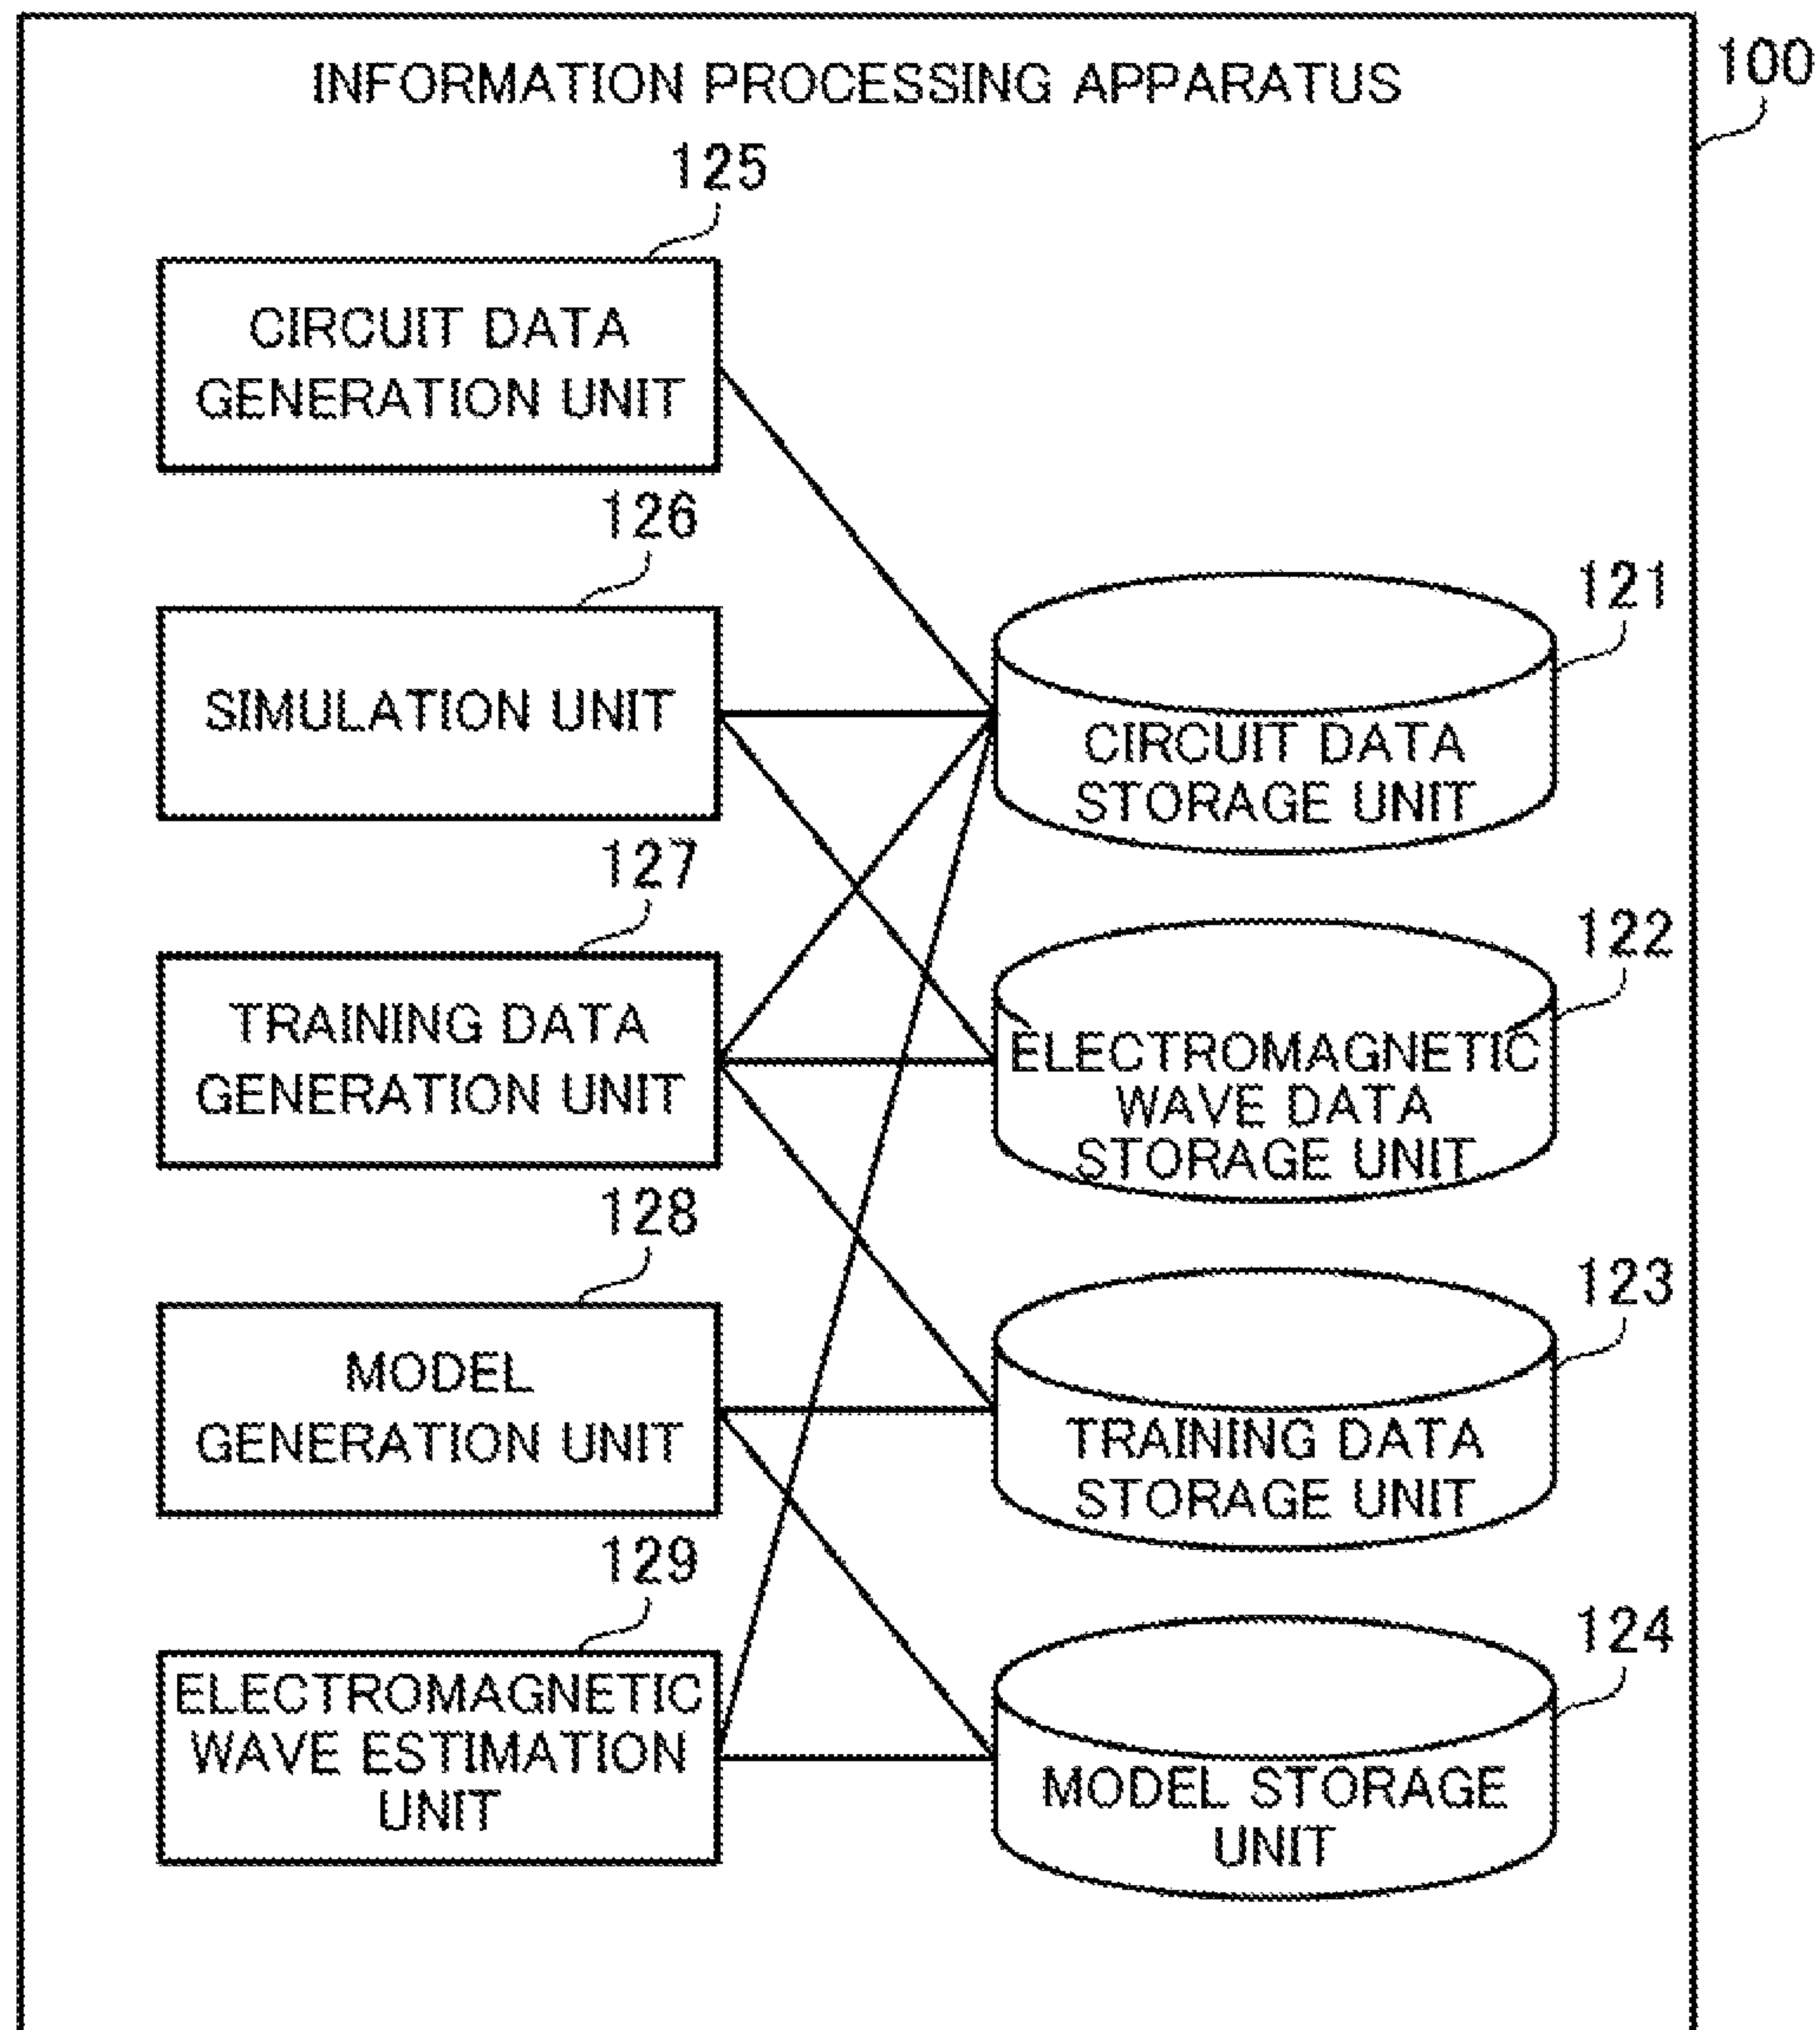 INFORMATION PROCESSING APPARATUS
100
125
CIRCUIT DATA
GENERATION UNIT
126
SIMULATION UNIT
121
CIRCUIT DATA
STORAGE UNIT
127
TRAINING DATA
GENERATION UNIT
122
ELECTROMAGNETIC
WAVE DATA
STORAGE UNIT
128
MODEL
GENERATION UNIT
123
TRAINING DATA
STORAGE UNIT
129
ELECTROMAGNETIC
WAVE ESTIMATION
UNIT
124
MODEL STORAGE
UNIT